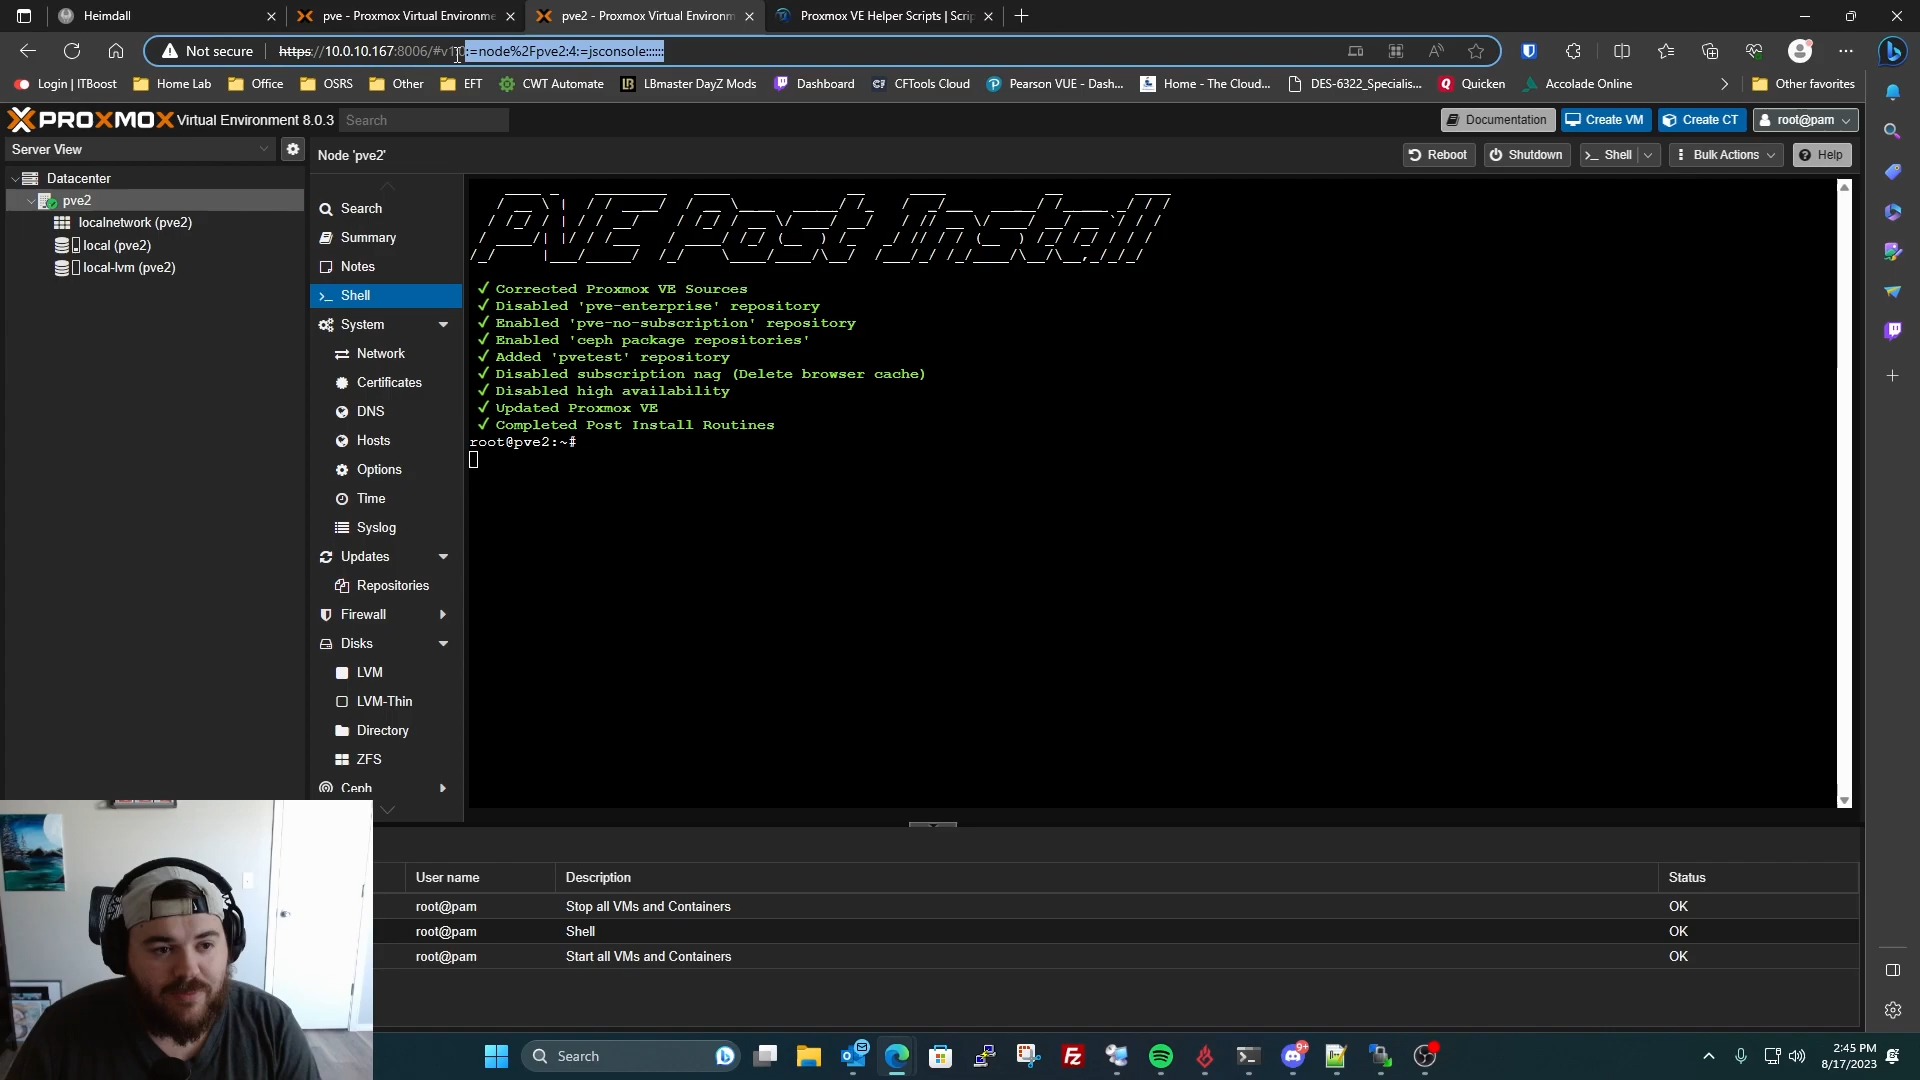 Heimdall
pve - Proxmox Virtual Environme
pve2 - Proxmox Virtual Environm
Proxmox VE Helper Scripts | Scrip
Not secure
https://10.0.10.167:8006/#v1:0:=node%2Fpve2:4:=jsconsole::::::
Login | ITBoost
Home Lab
Office
OSRS
Other
EFT
CWT Automate
LBmaster DayZ Mods
Dashboard
CFTools Cloud
Pearson VUE - Dash...
Home - The Cloud...
DES-6322_Specialis...
Quicken
Accolade Online
Other favorites
PROXMOX Virtual Environment 8.0.3
Search
Documentation
Create VM
Create CT
root@pam
Server View
Node 'pve2'
Reboot
Shutdown
Shell
Bulk Actions
Help
Datacenter
pve2
localnetwork (pve2)
local (pve2)
local-lvm (pve2)
Search
Summary
Notes
Shell
System
Network
Certificates
DNS
Hosts
Options
Time
Syslog
Updates
Repositories
Firewall
Disks
LVM
LVM-Thin
Directory
ZFS
Ceph
PVE Post Install
✓ Corrected Proxmox VE Sources
✓ Disabled 'pve-enterprise' repository
✓ Enabled 'pve-no-subscription' repository
✓ Enabled 'ceph package repositories'
✓ Added 'pvetest' repository
✓ Disabled subscription nag (Delete browser cache)
✓ Disabled high availability
✓ Updated Proxmox VE
✓ Completed Post Install Routines
root@pve2:~#
User name
Description
Status
root@pam
Stop all VMs and Containers
OK
root@pam
Shell
OK
root@pam
Start all VMs and Containers
OK
Search
9+
2:45 PM
8/17/2023